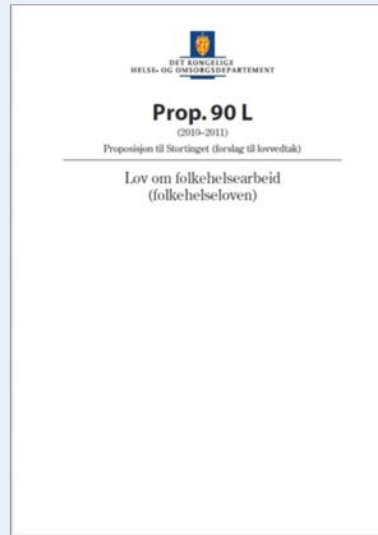 DET KONGELIGE
HELSE- OG OMSORGSDEPARTEMENT
Prop. 90 L
(2010–2011)
Proposisjon til Stortinget (forslag til lovvedtak)
Lov om folkehelsearbeid
(folkehelseloven)